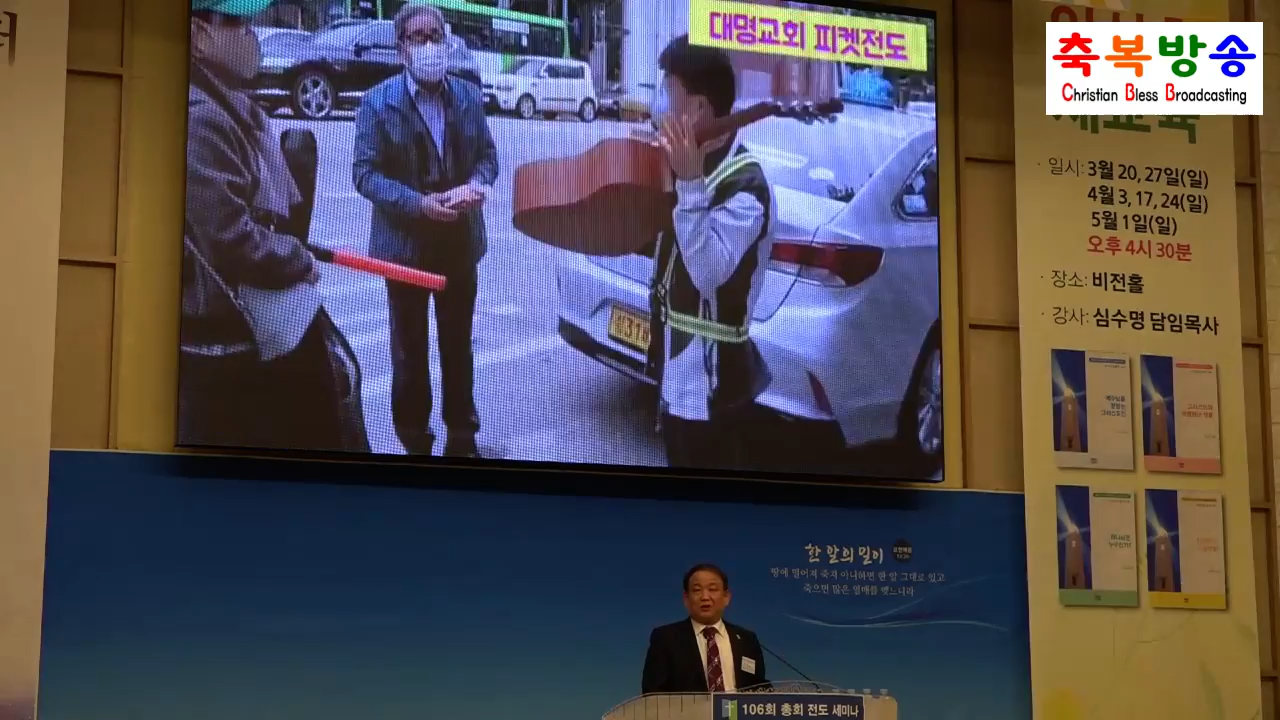 대명교회 피켓전도
축복방송
Christian Bless Broadcasting
· 일시: 3월 20, 27일(일)
4월 3, 17, 24(일)
5월 1일(일)
오후 4시 30분
· 장소: 비전홀
· 강사: 심수명 담임목사
한 알의 밀이
땅에 떨어져 죽지 아니하면 한 알 그대로 있고
죽으면 많은 열매를 맺느니라
106회 총회 전도 세미나